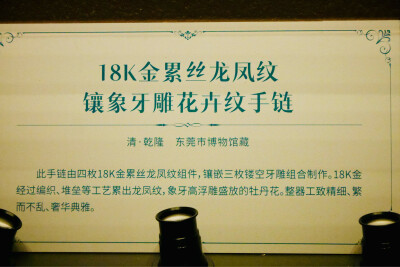 18K金累丝龙凤纹
镶象牙雕花卉纹手链
清·乾隆 东莞市博物馆藏
此手链由四枚18K金累丝龙凤纹组件,镶嵌三枚镂空牙雕组合制作。18K金
经过编织、堆垒等工艺累出龙凤纹,象牙高浮雕盛放的牡丹花。整器工致精细、繁
而不乱、奢华典雅。